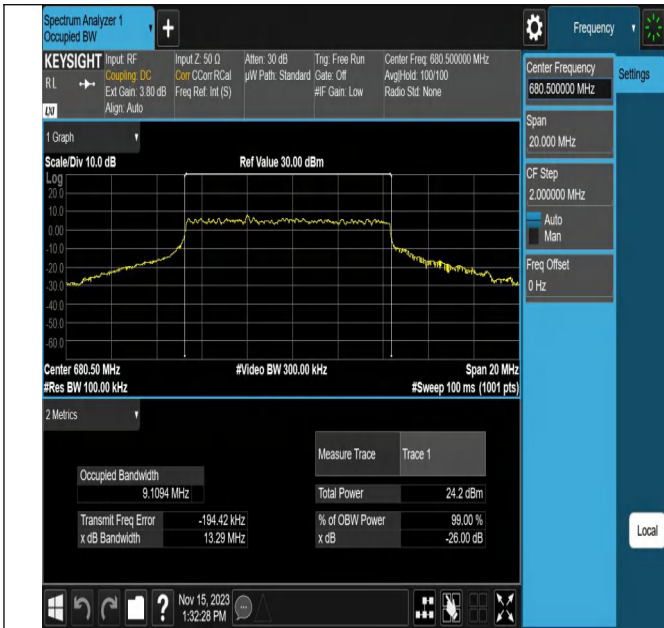 Spectrum Analyzer 1
Occupied BW
Frequency
KEYSIGHT Input: RF Input Z: 50 Ω Atten: 30 dB Trig: Free Run Center Freq: 680.500000 MHz
RL Coupling: DC Corr CCorr RCal µW Path: Standard Gate: Off Avg|Hold: 100/100
Ext Gain: 3.80 dB Freq Ref: Int (S) #IF Gain: Low Radio Std: None
LXI Align: Auto
Center Frequency
680.500000 MHz
Settings
Span
20.000 MHz
CF Step
2.000000 MHz
Auto
Man
Freq Offset
0 Hz
1 Graph
Scale/Div 10.0 dB Ref Value 30.00 dBm
Log
20.0
10.0
0.00
-10.0
-20.0
-30.0
-40.0
-50.0
-60.0
Center 680.50 MHz #Video BW 300.00 kHz Span 20 MHz
#Res BW 100.00 kHz #Sweep 100 ms (1001 pts)
2 Metrics
Measure Trace Trace 1
Occupied Bandwidth
9.1094 MHz
Total Power 24.2 dBm
Transmit Freq Error -194.42 kHz % of OBW Power 99.00 %
x dB Bandwidth 13.29 MHz x dB -26.00 dB
Local
? Nov 15, 2023
1:32:28 PM